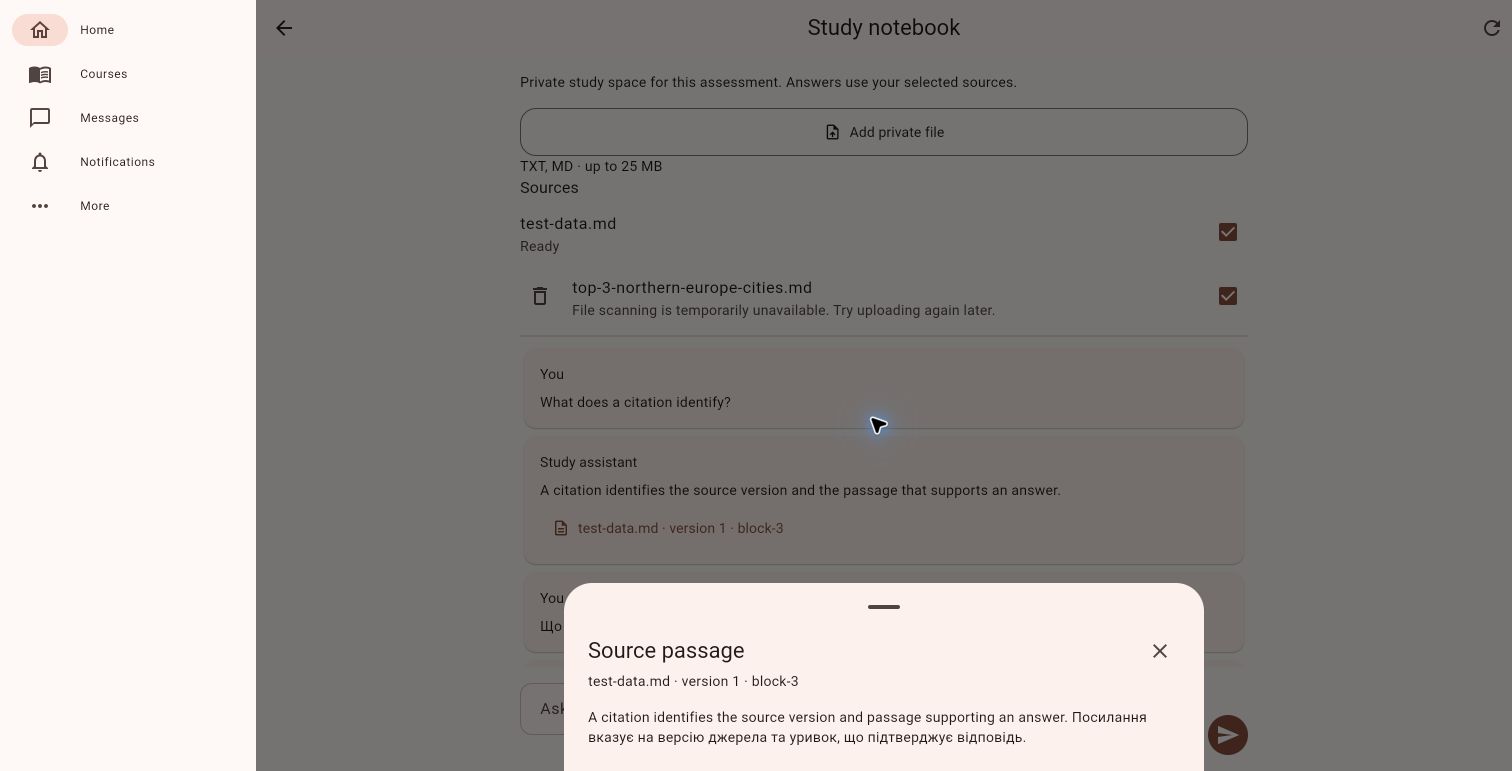 Home
Courses
Messages
Notifications
More
Study notebook
Private study space for this assessment. Answers use your selected sources.
Add private file
TXT, MD · up to 25 MB
Sources
test-data.md
Ready
top-3-northern-europe-cities.md
File scanning is temporarily unavailable. Try uploading again later.
You
What does a citation identify?
Study assistant
A citation identifies the source version and the passage that supports an answer.
test-data.md · version 1 · block-3
You
Що
Ask
Source passage
test-data.md · version 1 · block-3
A citation identifies the source version and passage supporting an answer. Посилання
вказує на версію джерела та уривок, що підтверджує відповідь.